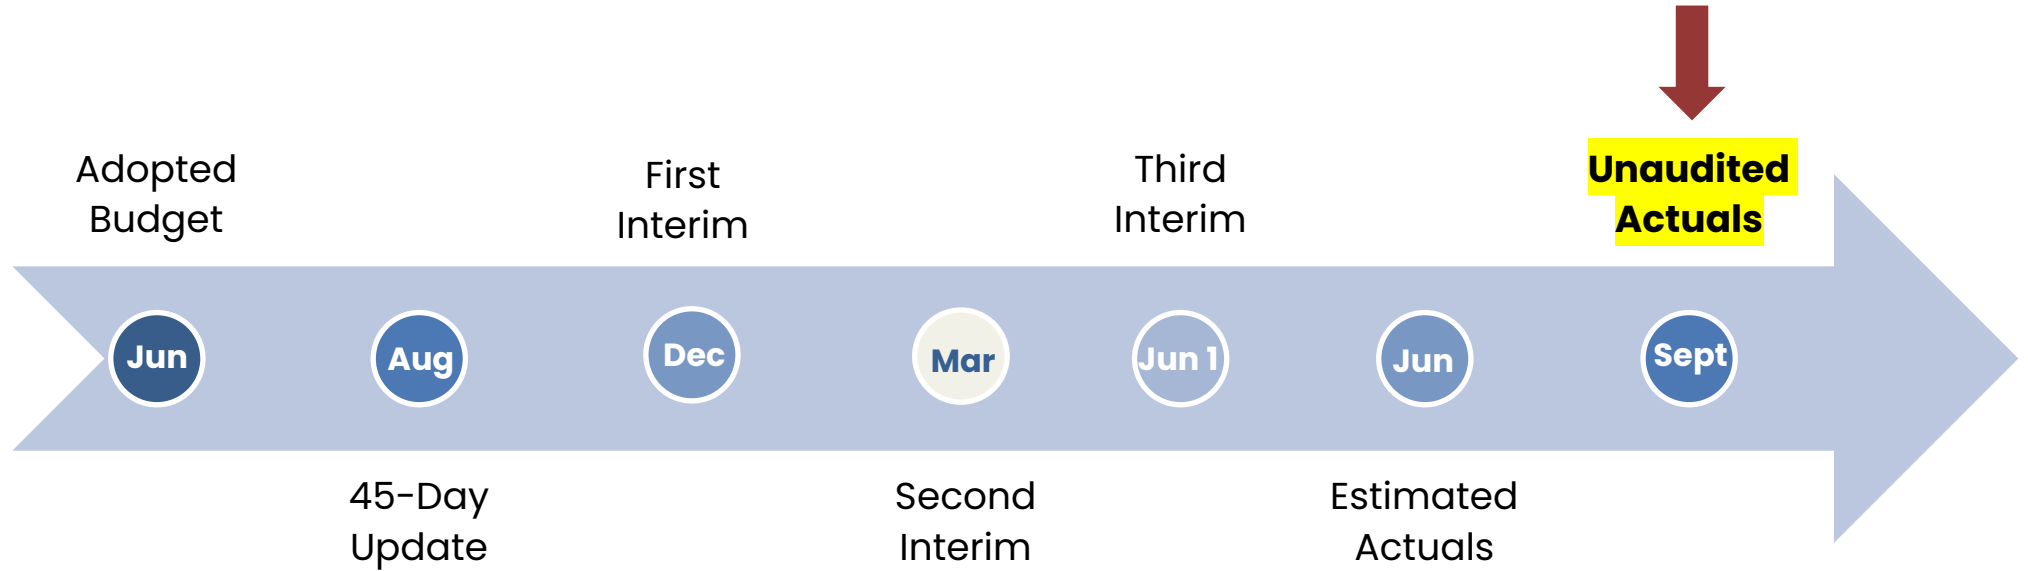 Adopted
Budget
First
Interim
Third
Interim
Unaudited
Actuals
Jun
Aug
Dec
Mar
Jun 1
Jun
Sept
45-Day
Update
Second
Interim
Estimated
Actuals